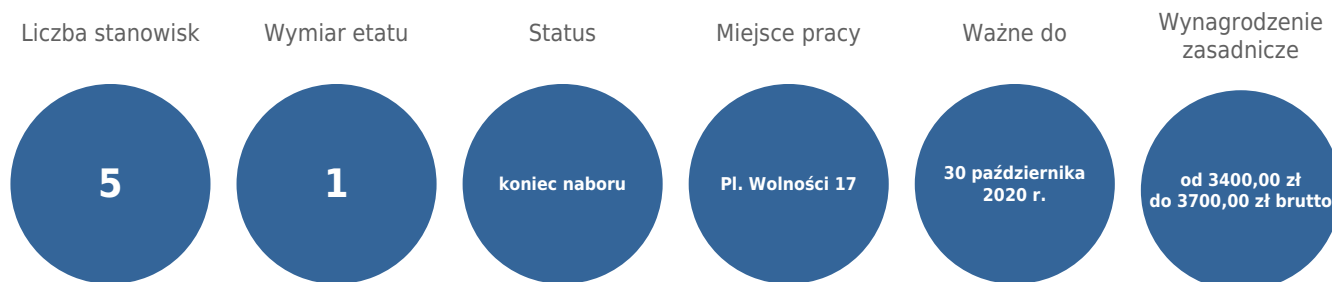 Liczba stanowisk
Wymiar etatu
Status
Miejsce pracy
Ważne do
Wynagrodzenie
zasadnicze
5
1
koniec naboru
Pl. Wolności 17
30 października
2020 r.
od 3400,00 zł
do 3700,00 zł brutto